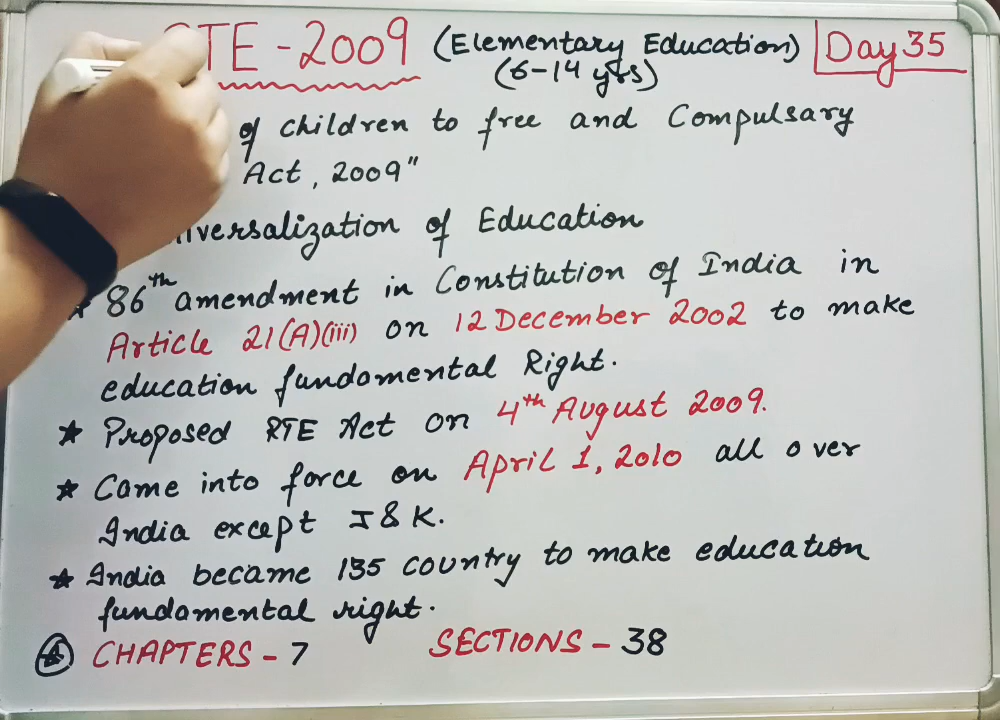 TE - 2009 (Elementary Education) Day 35
(6-14 yrs)
of children to free and Compulsary
Act, 2009"
iversalization of Education
★ 86th amendment in Constitution of India in
Article 21(A)(iii) on 12 December 2002 to make
education fundamental Right.
★ Proposed RTE Act on 4th August 2009.
★ Came into force on April 1, 2010 all over
India except J & K.
★ India became 135 country to make education
fundamental right.
★ CHAPTERS - 7 SECTIONS - 38